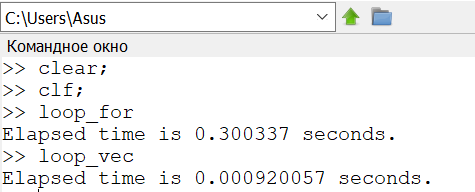 C:\Users\Asus
Командное окно
>> clear;
>> clf;
>> loop_for
Elapsed time is 0.300337 seconds.
>> loop_vec
Elapsed time is 0.000920057 seconds.